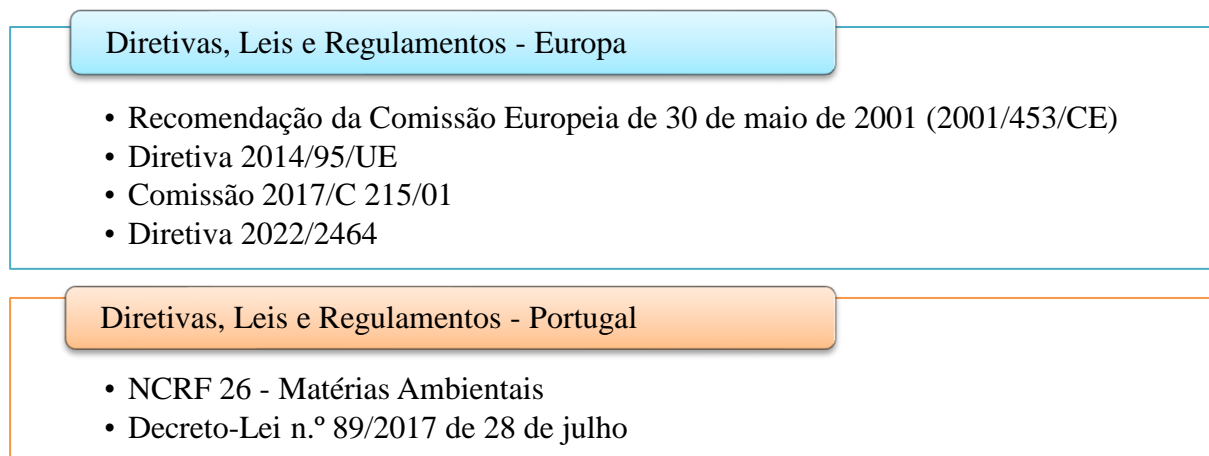 Diretivas, Leis e Regulamentos - Europa
• Recomendação da Comissão Europeia de 30 de maio de 2001 (2001/453/CE)
• Diretiva 2014/95/UE
• Comissão 2017/C 215/01
• Diretiva 2022/2464
Diretivas, Leis e Regulamentos - Portugal
• NCRF 26 - Matérias Ambientais
• Decreto-Lei n.º 89/2017 de 28 de julho